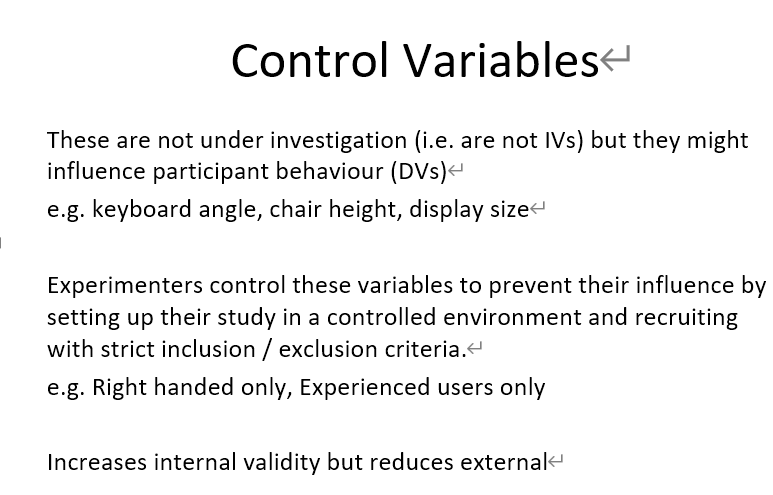 Control Variables
These are not under investigation (i.e. are not IVs) but they might
influence participant behaviour (DVs)
e.g. keyboard angle, chair height, display size
Experimenters control these variables to prevent their influence by
setting up their study in a controlled environment and recruiting
with strict inclusion / exclusion criteria.
e.g. Right handed only, Experienced users only
Increases internal validity but reduces external